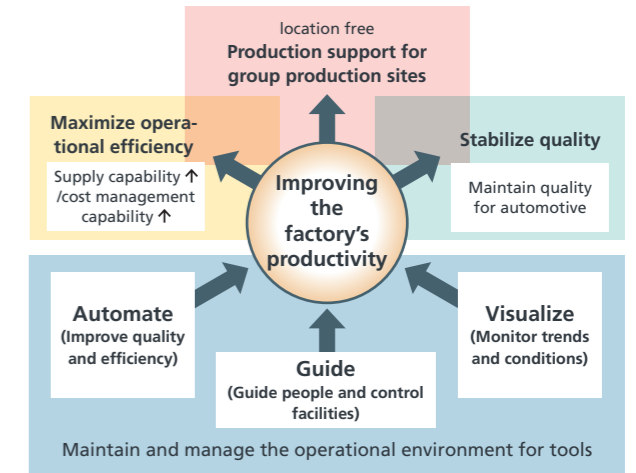 location free
Production support for
group production sites
Maximize opera-
tional efficiency
Supply capability ↑
/cost management
capability ↑
Stabilize quality
Maintain quality
for automotive
Improving
the
factory's
productivity
Automate
(Improve quality
and efficiency)
Guide
(Guide people and control
facilities)
Visualize
(Monitor trends
and conditions)
Maintain and manage the operational environment for tools